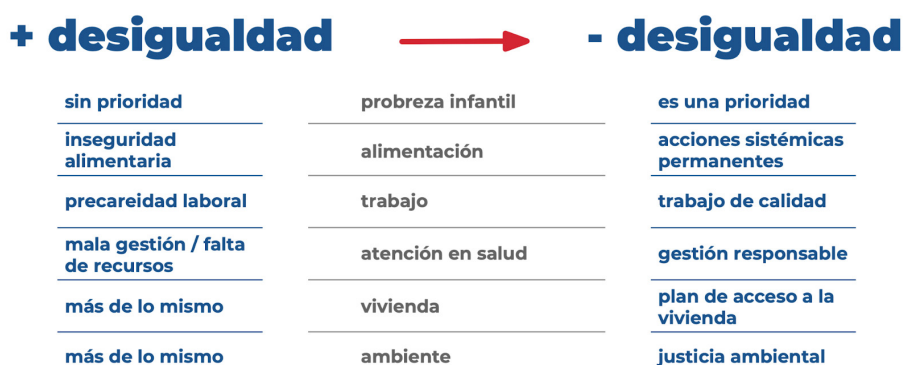 + desigualdad - desigualdad
sin prioridad probreza infantil es una prioridad
inseguridad
alimentaria
alimentación
acciones sistémicas
permanentes
precareidad laboral trabajo trabajo de calidad
mala gestión / falta
de recursos
atención en salud
gestión responsable
más de lo mismo vivienda
plan de acceso a la
vivienda
más de lo mismo ambiente justicia ambiental